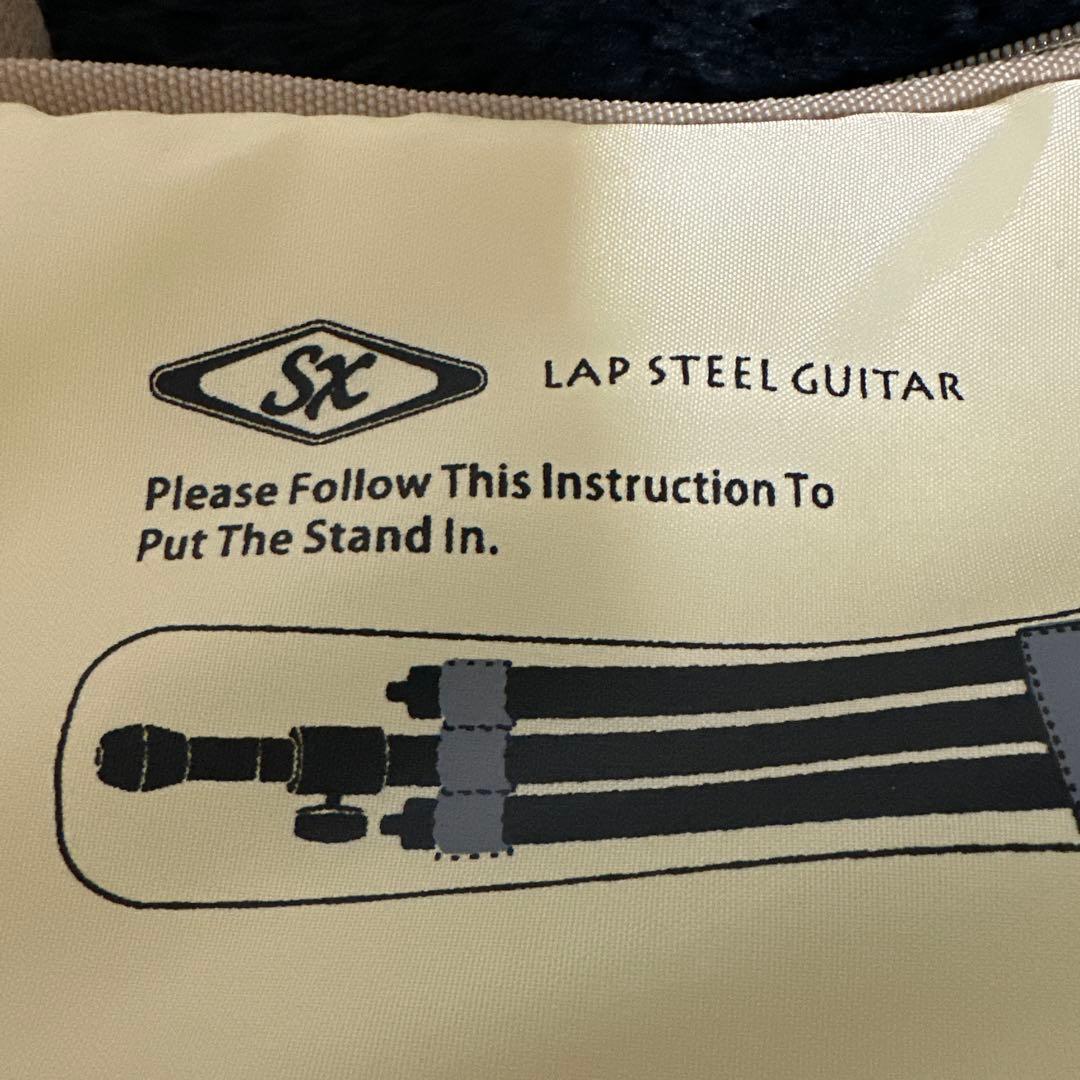 SX LAP STEEL GUITAR
Please Follow This Instruction To
Put The Stand In.